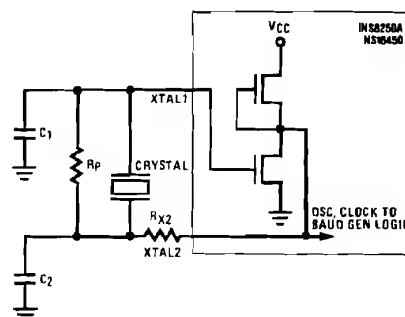 VCC
INS8250A
NS16450
XTAL1
C1
RP
CRYSTAL
RX2
OSC, CLOCK TO
BAUD GEN LOGIC
XTAL2
C2